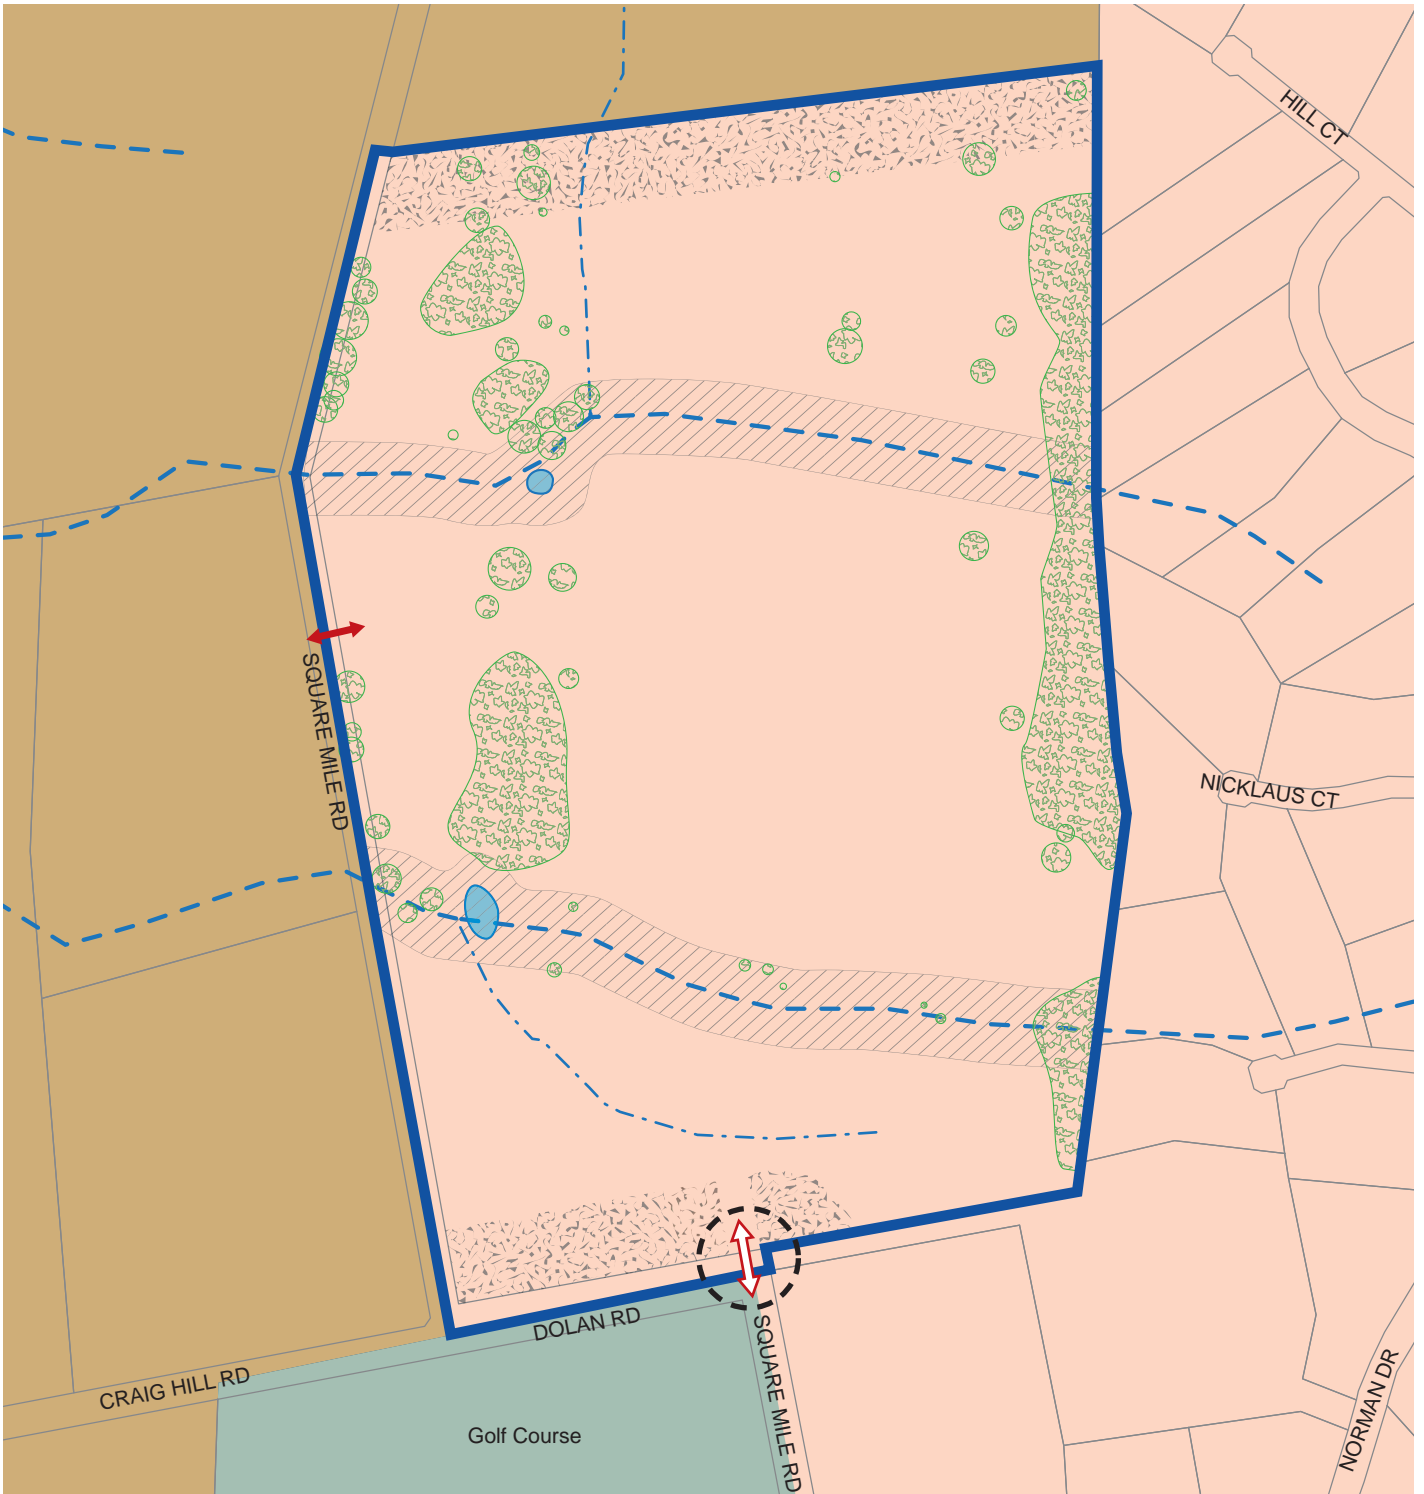 HILL CT
SQUARE MILE RD
NICKLAUS CT
DOLAN RD
SQUARE MILE RD
CRAIG HILL RD
Golf Course
NORMAN DR